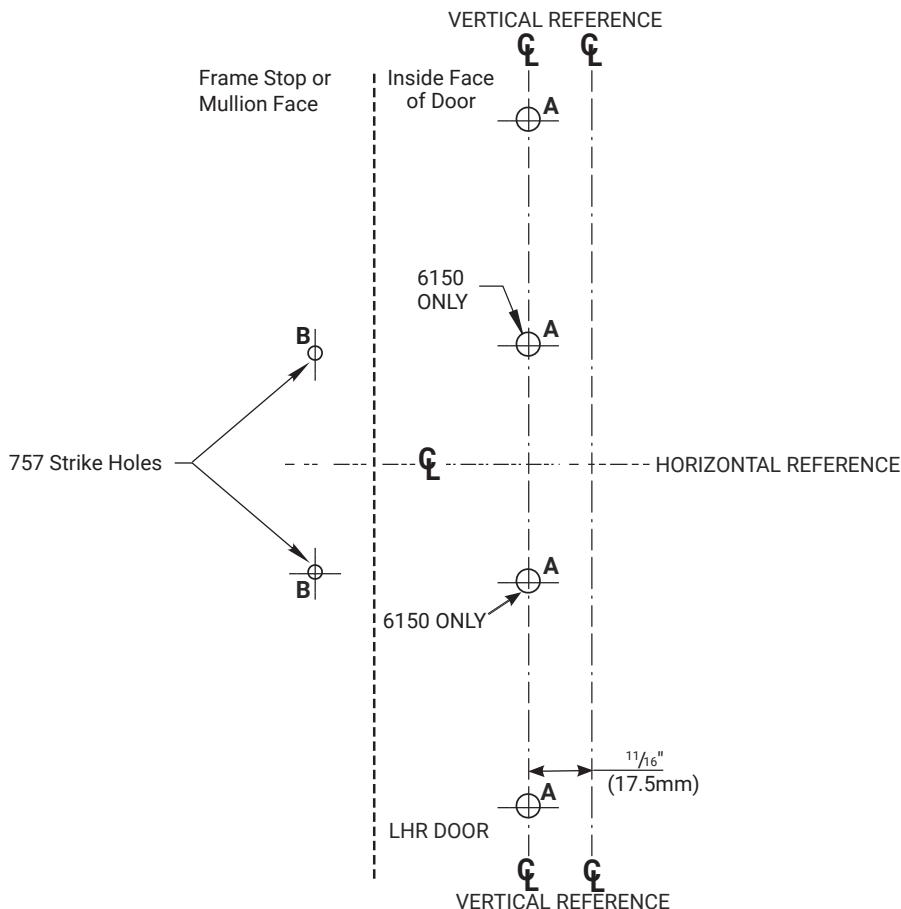 VERTICAL REFERENCE
℄ ℄
Frame Stop or
Mullion Face
Inside Face
of Door
A
6150
ONLY
A
B
757 Strike Holes
℄
HORIZONTAL REFERENCE
A
B
6150 ONLY
11/16"
(17.5mm)
A
LHR DOOR
℄ ℄
VERTICAL REFERENCE